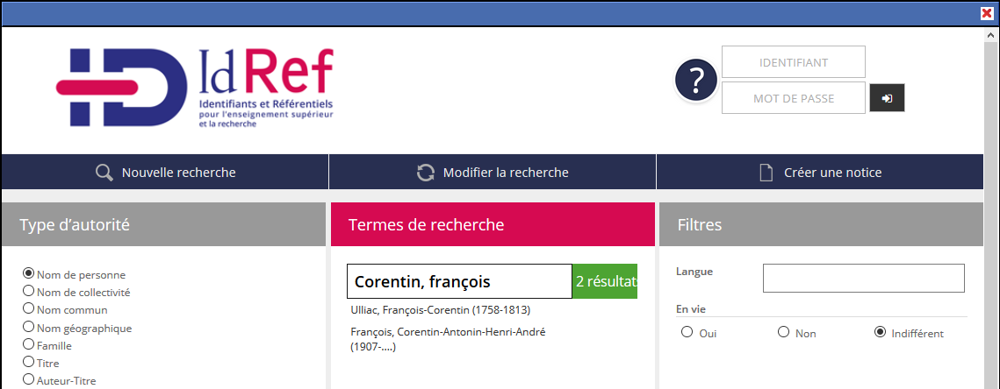 IdRef
Identifiants et Référentiels
pour l'enseignement supérieur
et la recherche
?
IDENTIFIANT
MOT DE PASSE
Nouvelle recherche
Modifier la recherche
Créer une notice
Type d'autorité
Nom de personne
Nom de collectivité
Nom commun
Nom géographique
Famille
Titre
Auteur-Titre
Termes de recherche
Corentin, françois
2 résultats
Ulliac, François-Corentin (1758-1813)
François, Corentin-Antonin-Henri-André
(1907-....)
Filtres
Langue
En vie
Oui
Non
Indifférent